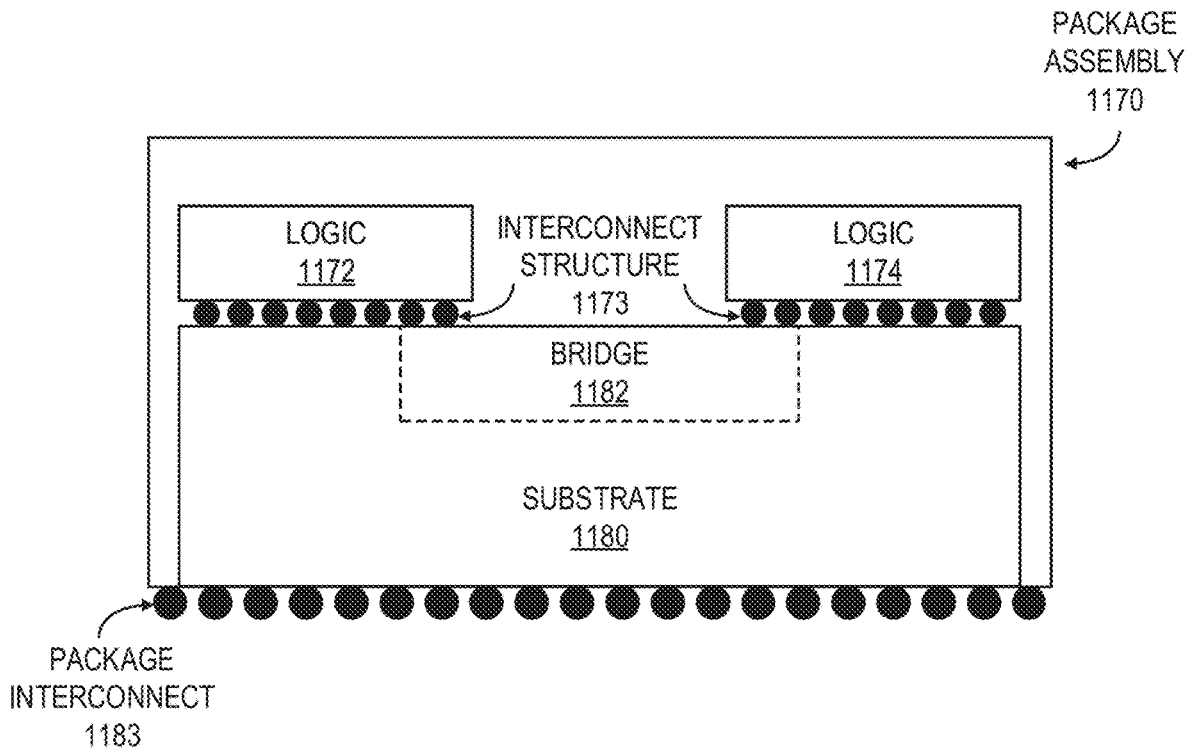 PACKAGE
ASSEMBLY
1170
LOGIC
1172
INTERCONNECT
STRUCTURE
1173
LOGIC
1174
BRIDGE
1182
SUBSTRATE
1180
PACKAGE
INTERCONNECT
1183